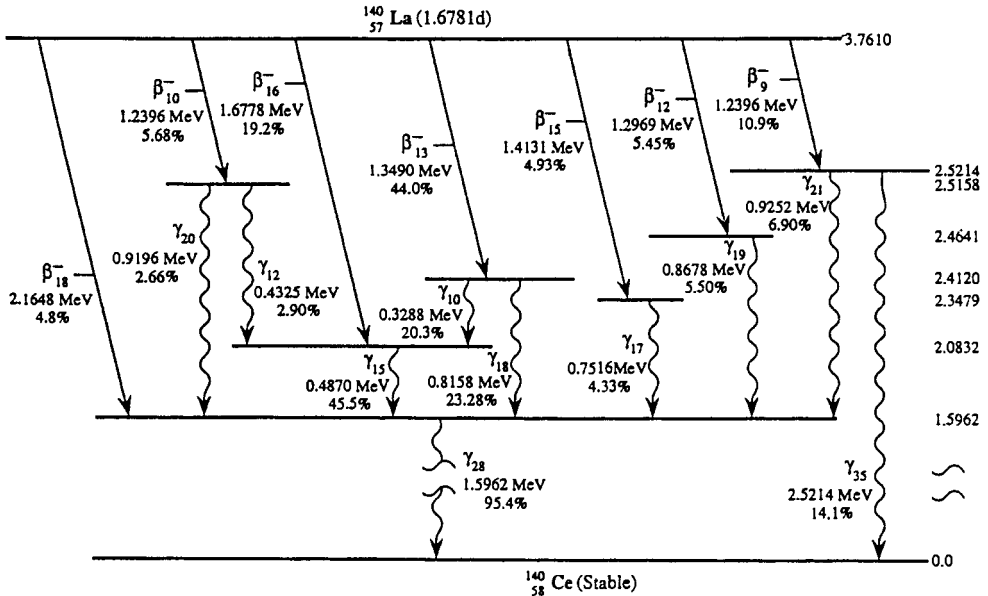 ¹⁴⁰₅₇ La (1.6781d)
3.7610
β⁻₁₀
1.2396 MeV
5.68%
β⁻₁₆
1.6778 MeV
19.2%
β⁻₁₃
1.3490 MeV
44.0%
β⁻₁₅
1.4131 MeV
4.93%
β⁻₁₂
1.2969 MeV
5.45%
β⁻₉
1.2396 MeV
10.9%
β⁻₁₈
2.1648 MeV
4.8%
γ₂₀
0.9196 MeV
2.66%
γ₁₂
0.4325 MeV
2.90%
γ₁₀
0.3288 MeV
20.3%
γ₁₅
0.4870 MeV
45.5%
γ₁₈
0.8158 MeV
23.28%
γ₁₇
0.7516MeV
4.33%
γ₁₉
0.8678 MeV
5.50%
γ₂₁
0.9252 MeV
6.90%
2.5214
2.5158
2.4641
2.4120
2.3479
2.0832
1.5962
γ₂₈
1.5962 MeV
95.4%
γ₃₅
2.5214 MeV
14.1%
0.0
¹⁴⁰₅₈ Ce (Stable)